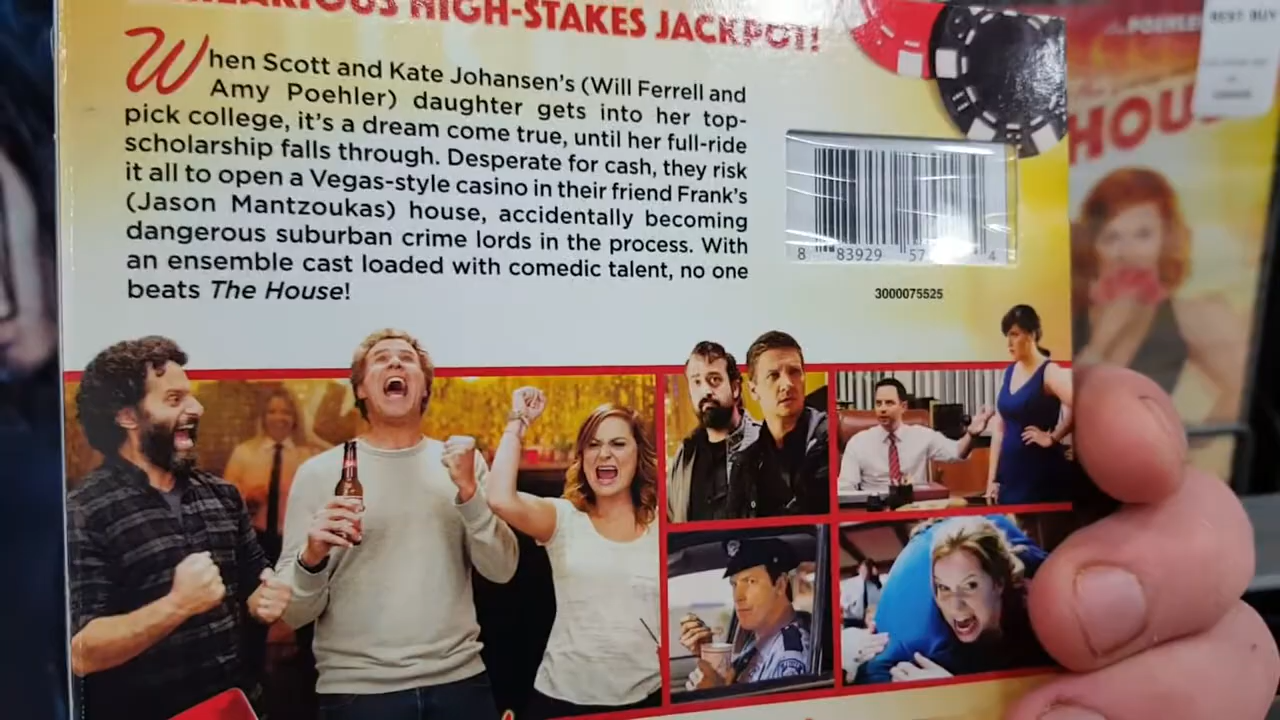 HIGH-STAKES JACKPOT!
When Scott and Kate Johansen's (Will Ferrell and
Amy Poehler) daughter gets into her top-
pick college, it's a dream come true, until her full-ride
scholarship falls through. Desperate for cash, they risk
it all to open a Vegas-style casino in their friend Frank's
(Jason Mantzoukas) house, accidentally becoming
dangerous suburban crime lords in the process. With
an ensemble cast loaded with comedic talent, no one
beats The House!
8 83929 57 4
3000075525
POEHLER
HOUS
BEST BUY